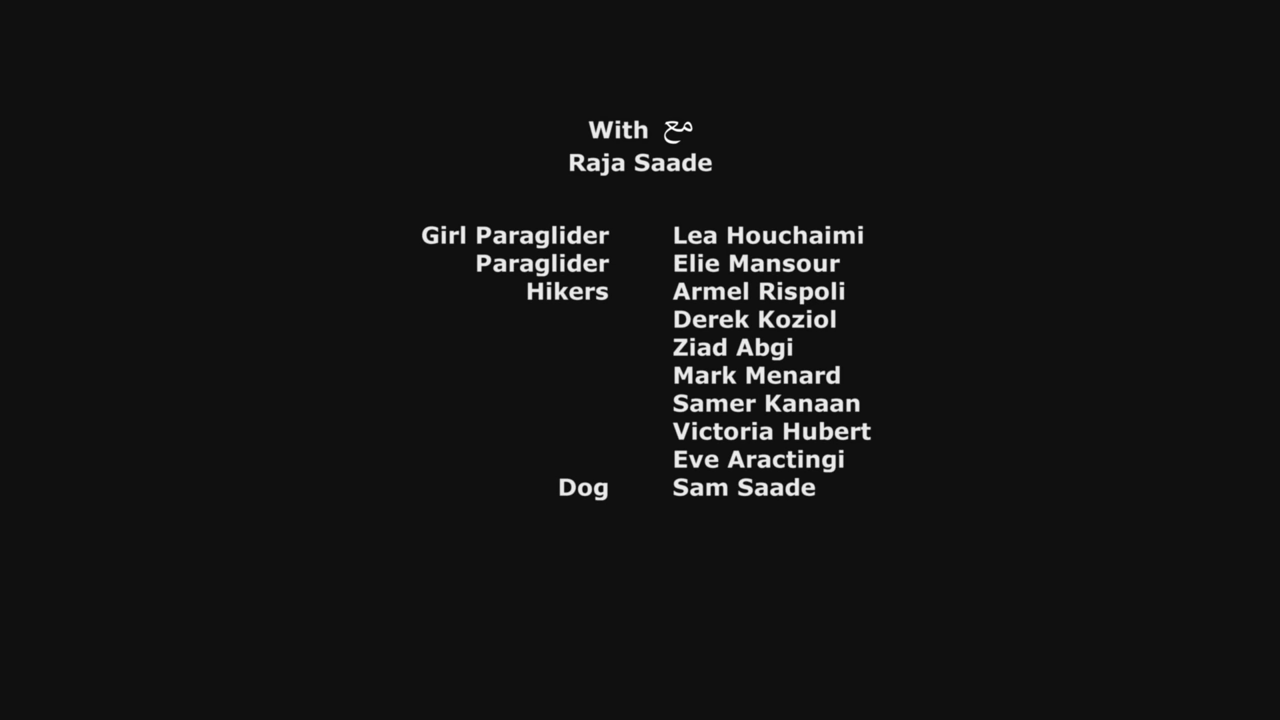 With مع
Raja Saade
Girl Paraglider Lea Houchaimi
Paraglider Elie Mansour
Hikers Armel Rispoli
Derek Koziol
Ziad Abgi
Mark Menard
Samer Kanaan
Victoria Hubert
Eve Aractingi
Dog Sam Saade